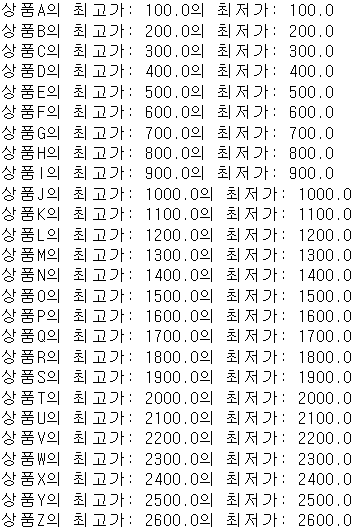 상품A의 최고가: 100.0의 최저가: 100.0
상품B의 최고가: 200.0의 최저가: 200.0
상품C의 최고가: 300.0의 최저가: 300.0
상품D의 최고가: 400.0의 최저가: 400.0
상품E의 최고가: 500.0의 최저가: 500.0
상품F의 최고가: 600.0의 최저가: 600.0
상품G의 최고가: 700.0의 최저가: 700.0
상품H의 최고가: 800.0의 최저가: 800.0
상품I의 최고가: 900.0의 최저가: 900.0
상품J의 최고가: 1000.0의 최저가: 1000.0
상품K의 최고가: 1100.0의 최저가: 1100.0
상품L의 최고가: 1200.0의 최저가: 1200.0
상품M의 최고가: 1300.0의 최저가: 1300.0
상품N의 최고가: 1400.0의 최저가: 1400.0
상품O의 최고가: 1500.0의 최저가: 1500.0
상품P의 최고가: 1600.0의 최저가: 1600.0
상품Q의 최고가: 1700.0의 최저가: 1700.0
상품R의 최고가: 1800.0의 최저가: 1800.0
상품S의 최고가: 1900.0의 최저가: 1900.0
상품T의 최고가: 2000.0의 최저가: 2000.0
상품U의 최고가: 2100.0의 최저가: 2100.0
상품V의 최고가: 2200.0의 최저가: 2200.0
상품W의 최고가: 2300.0의 최저가: 2300.0
상품X의 최고가: 2400.0의 최저가: 2400.0
상품Y의 최고가: 2500.0의 최저가: 2500.0
상품Z의 최고가: 2600.0의 최저가: 2600.0